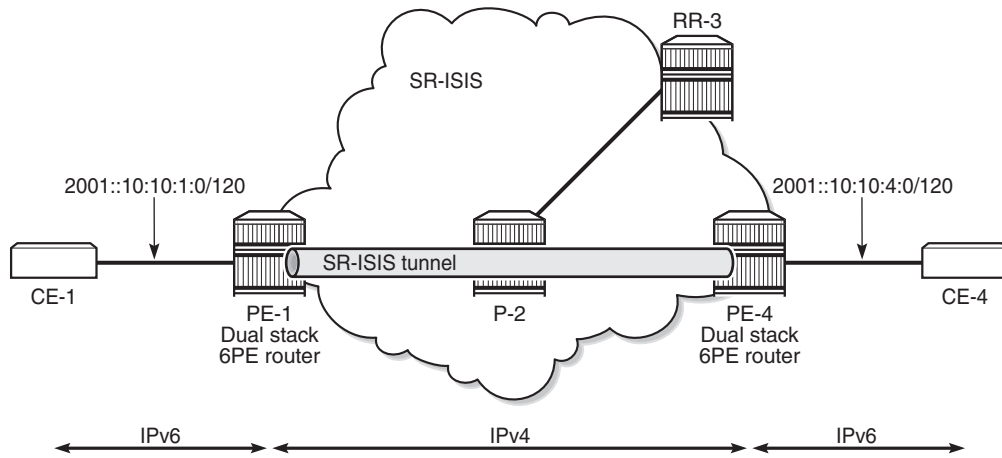 RR-3
SR-ISIS
2001::10:10:1:0/120
2001::10:10:4:0/120
SR-ISIS tunnel
CE-1
PE-1
Dual stack
6PE router
P-2
PE-4
Dual stack
6PE router
CE-4
IPv6
IPv4
IPv6